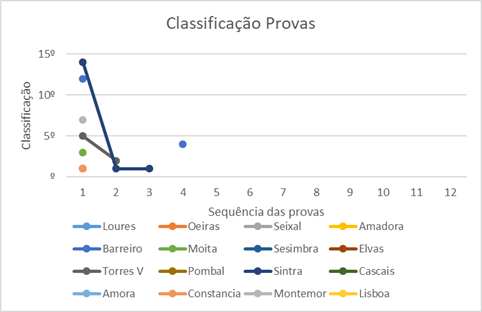 Classificação Provas
15º
10º
5º
º
Classificação
1 2 3 4 5 6 7 8 9 10 11 12
Sequência das provas
Loures Oeiras Seixal Amadora
Barreiro Moita Sesimbra Elvas
Torres V Pombal Sintra Cascais
Amora Constancia Montemor Lisboa